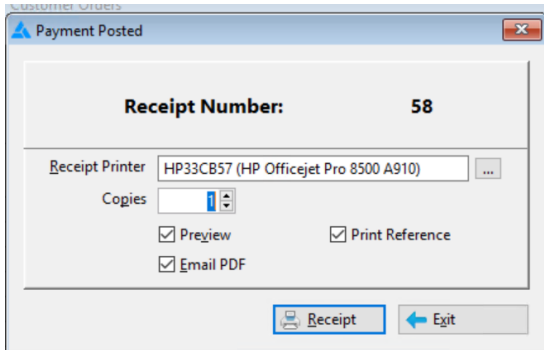 Customer Orders
Payment Posted
Receipt Number: 58
Receipt Printer HP33CB57 (HP Officejet Pro 8500 A910) ...
Copies 1
Preview Print Reference
Email PDF
Receipt Exit